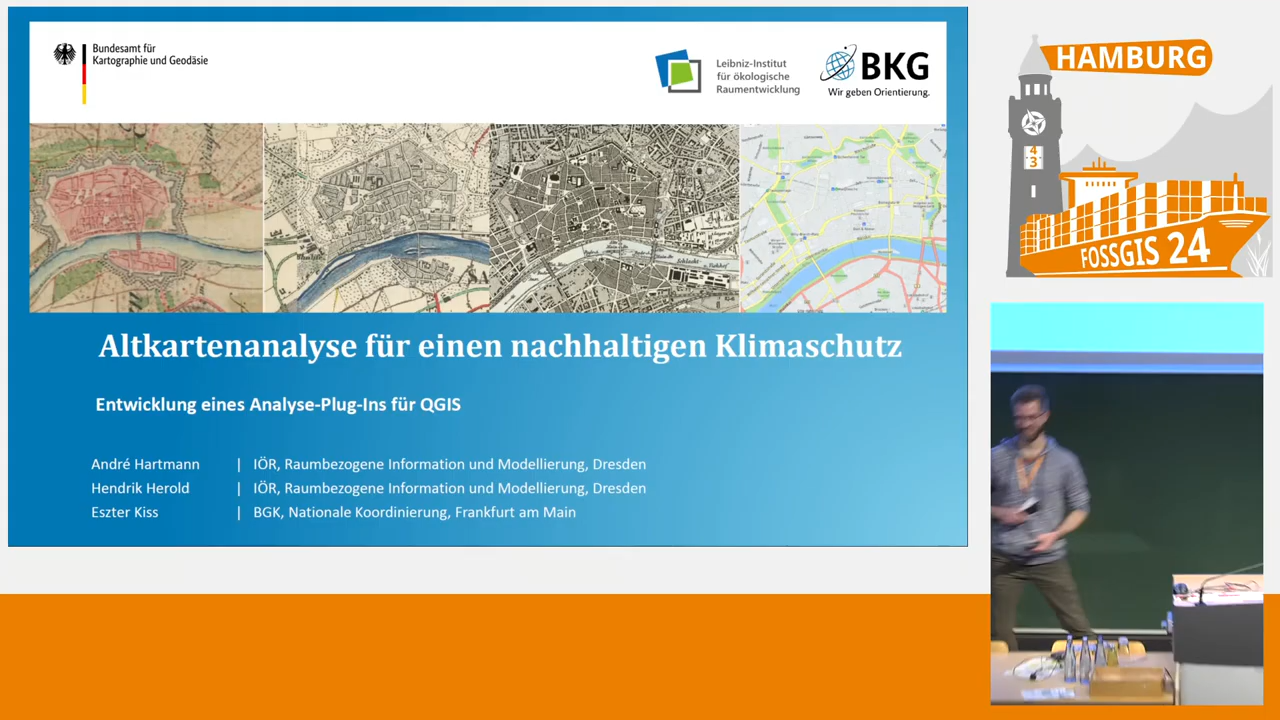 Bundesamt für
Kartographie und Geodäsie
Leibniz-Institut
für ökologische
Raumentwicklung
BKG
Wir geben Orientierung.
Altkartenanalyse für einen nachhaltigen Klimaschutz
Entwicklung eines Analyse-Plug-Ins für QGIS
André Hartmann | IÖR, Raumbezogene Information und Modellierung, Dresden
Hendrik Herold | IÖR, Raumbezogene Information und Modellierung, Dresden
Eszter Kiss | BGK, Nationale Koordinierung, Frankfurt am Main
HAMBURG
4
3
FOSSGIS 24